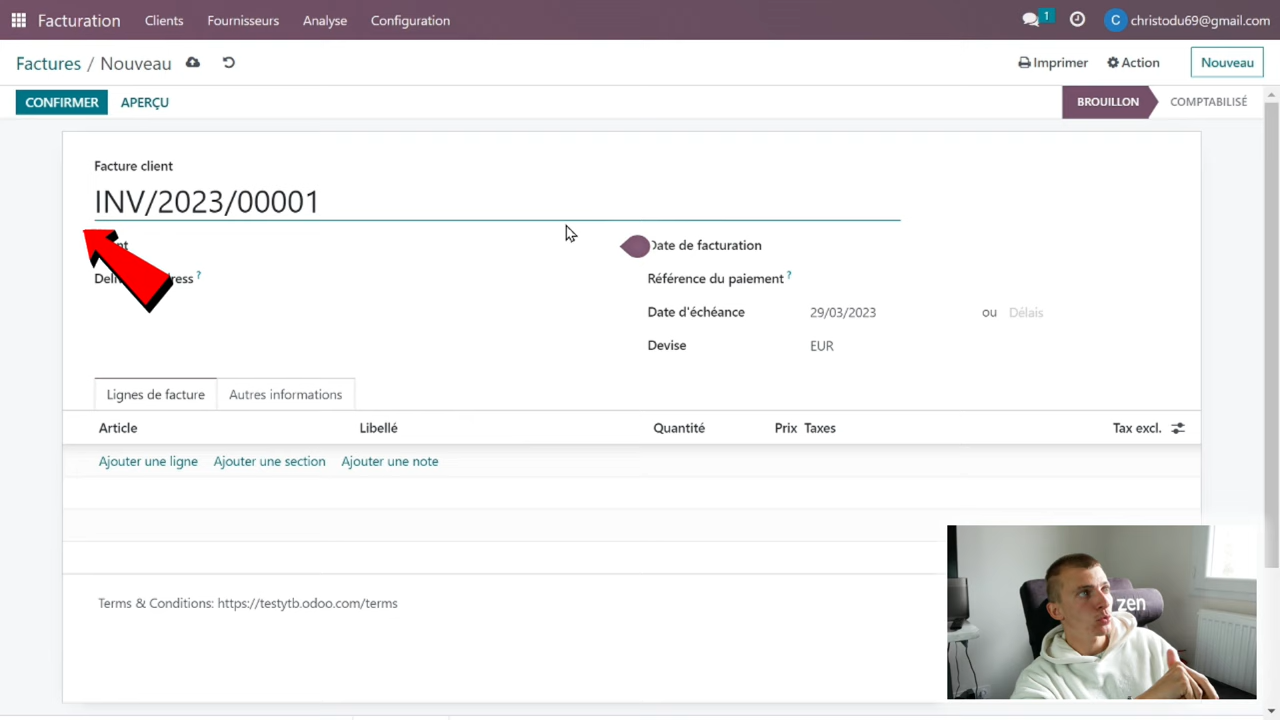 Facturation Clients Fournisseurs Analyse Configuration 1 C christodu69@gmail.com
Factures / Nouveau Imprimer Action Nouveau
CONFIRMER APERÇU BROUILLON COMPTABILISÉ
Facture client
INV/2023/00001
Date de facturation
? Référence du paiement ?
Date d'échéance 29/03/2023 ou Délais
Devise EUR
Lignes de facture Autres informations
Article Libellé Quantité Prix Taxes Tax excl.
Ajouter une ligne Ajouter une section Ajouter une note
Terms & Conditions: https://testytb.odoo.com/terms
zen